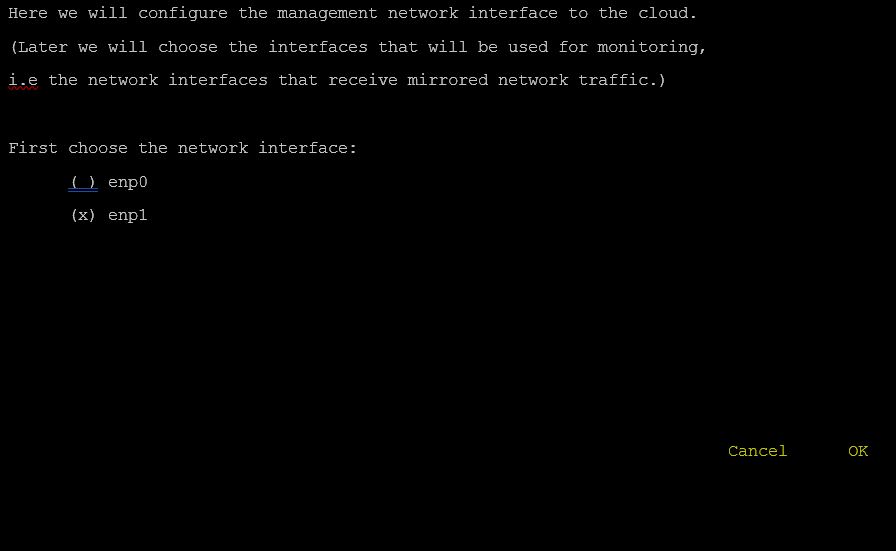 Here we will configure the management network interface to the cloud.
(Later we will choose the interfaces that will be used for monitoring,
i.e the network interfaces that receive mirrored network traffic.)
First choose the network interface:
( ) enp0
(x) enp1
Cancel OK